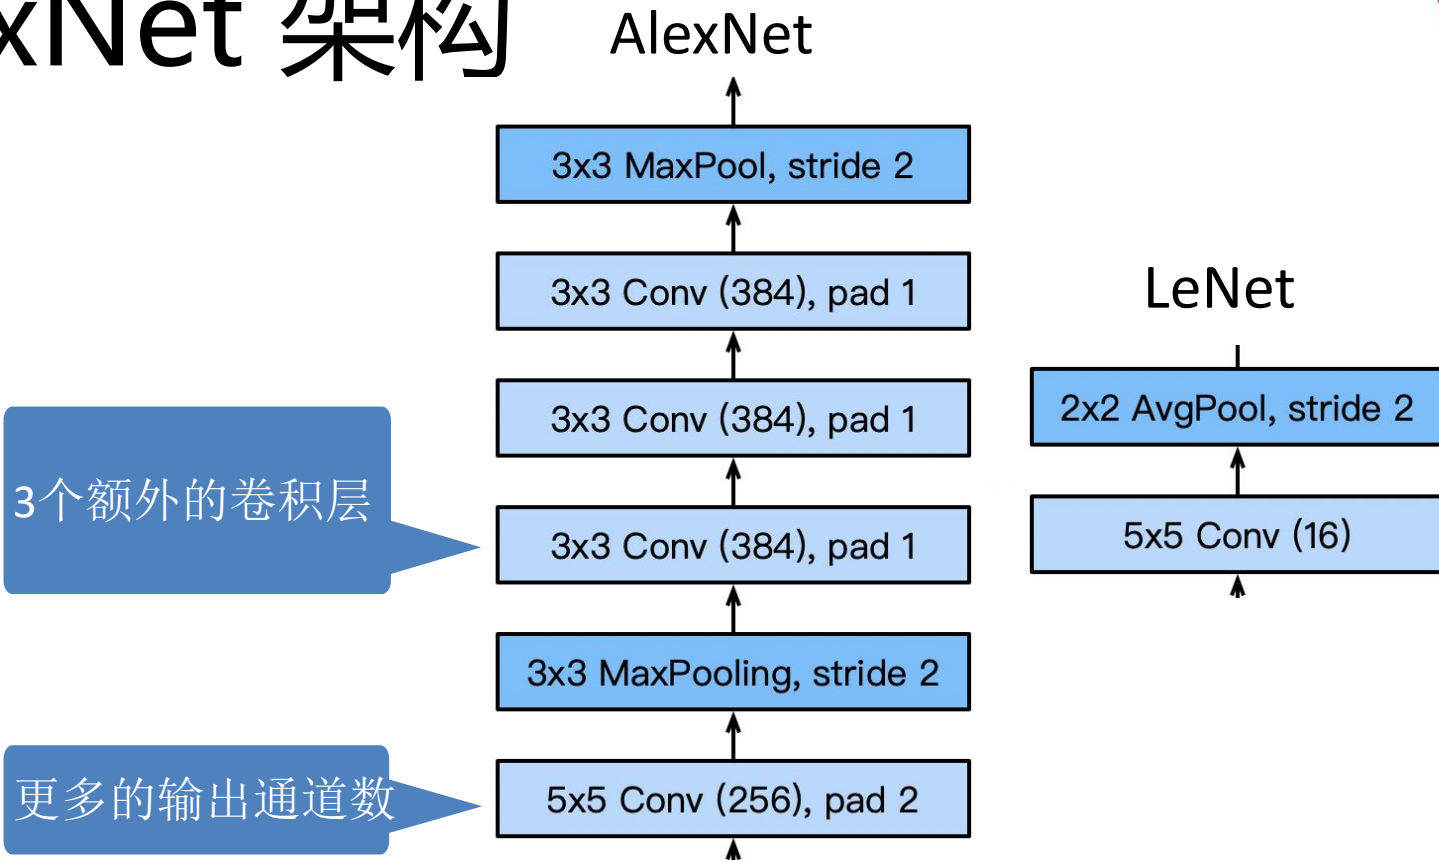 xNet 架构
AlexNet
3x3 MaxPool, stride 2
3x3 Conv (384), pad 1
3x3 Conv (384), pad 1
3x3 Conv (384), pad 1
3x3 MaxPooling, stride 2
5x5 Conv (256), pad 2
3个额外的卷积层
更多的输出通道数
LeNet
2x2 AvgPool, stride 2
5x5 Conv (16)